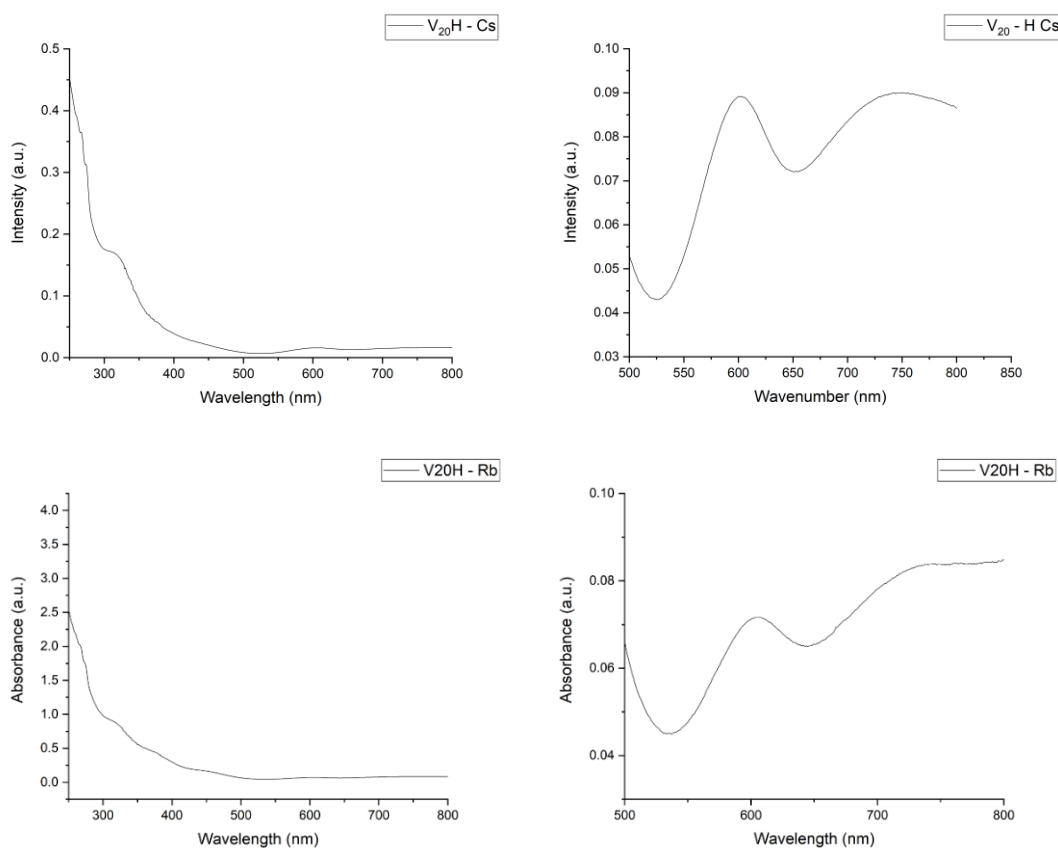 V₂₀H - Cs
Intensity (a.u.)
0.5
0.4
0.3
0.2
0.1
0.0
300 400 500 600 700 800
Wavelength (nm)
V₂₀ - H Cs
Intensity (a.u.)
0.10
0.09
0.08
0.07
0.06
0.05
0.04
0.03
500 550 600 650 700 750 800 850
Wavenumber (nm)
V20H - Rb
Absorbance (a.u.)
4.0
3.5
3.0
2.5
2.0
1.5
1.0
0.5
0.0
300 400 500 600 700 800
Wavelength (nm)
V20H - Rb
Absorbance (a.u.)
0.10
0.08
0.06
0.04
500 600 700 800
Wavelength (nm)